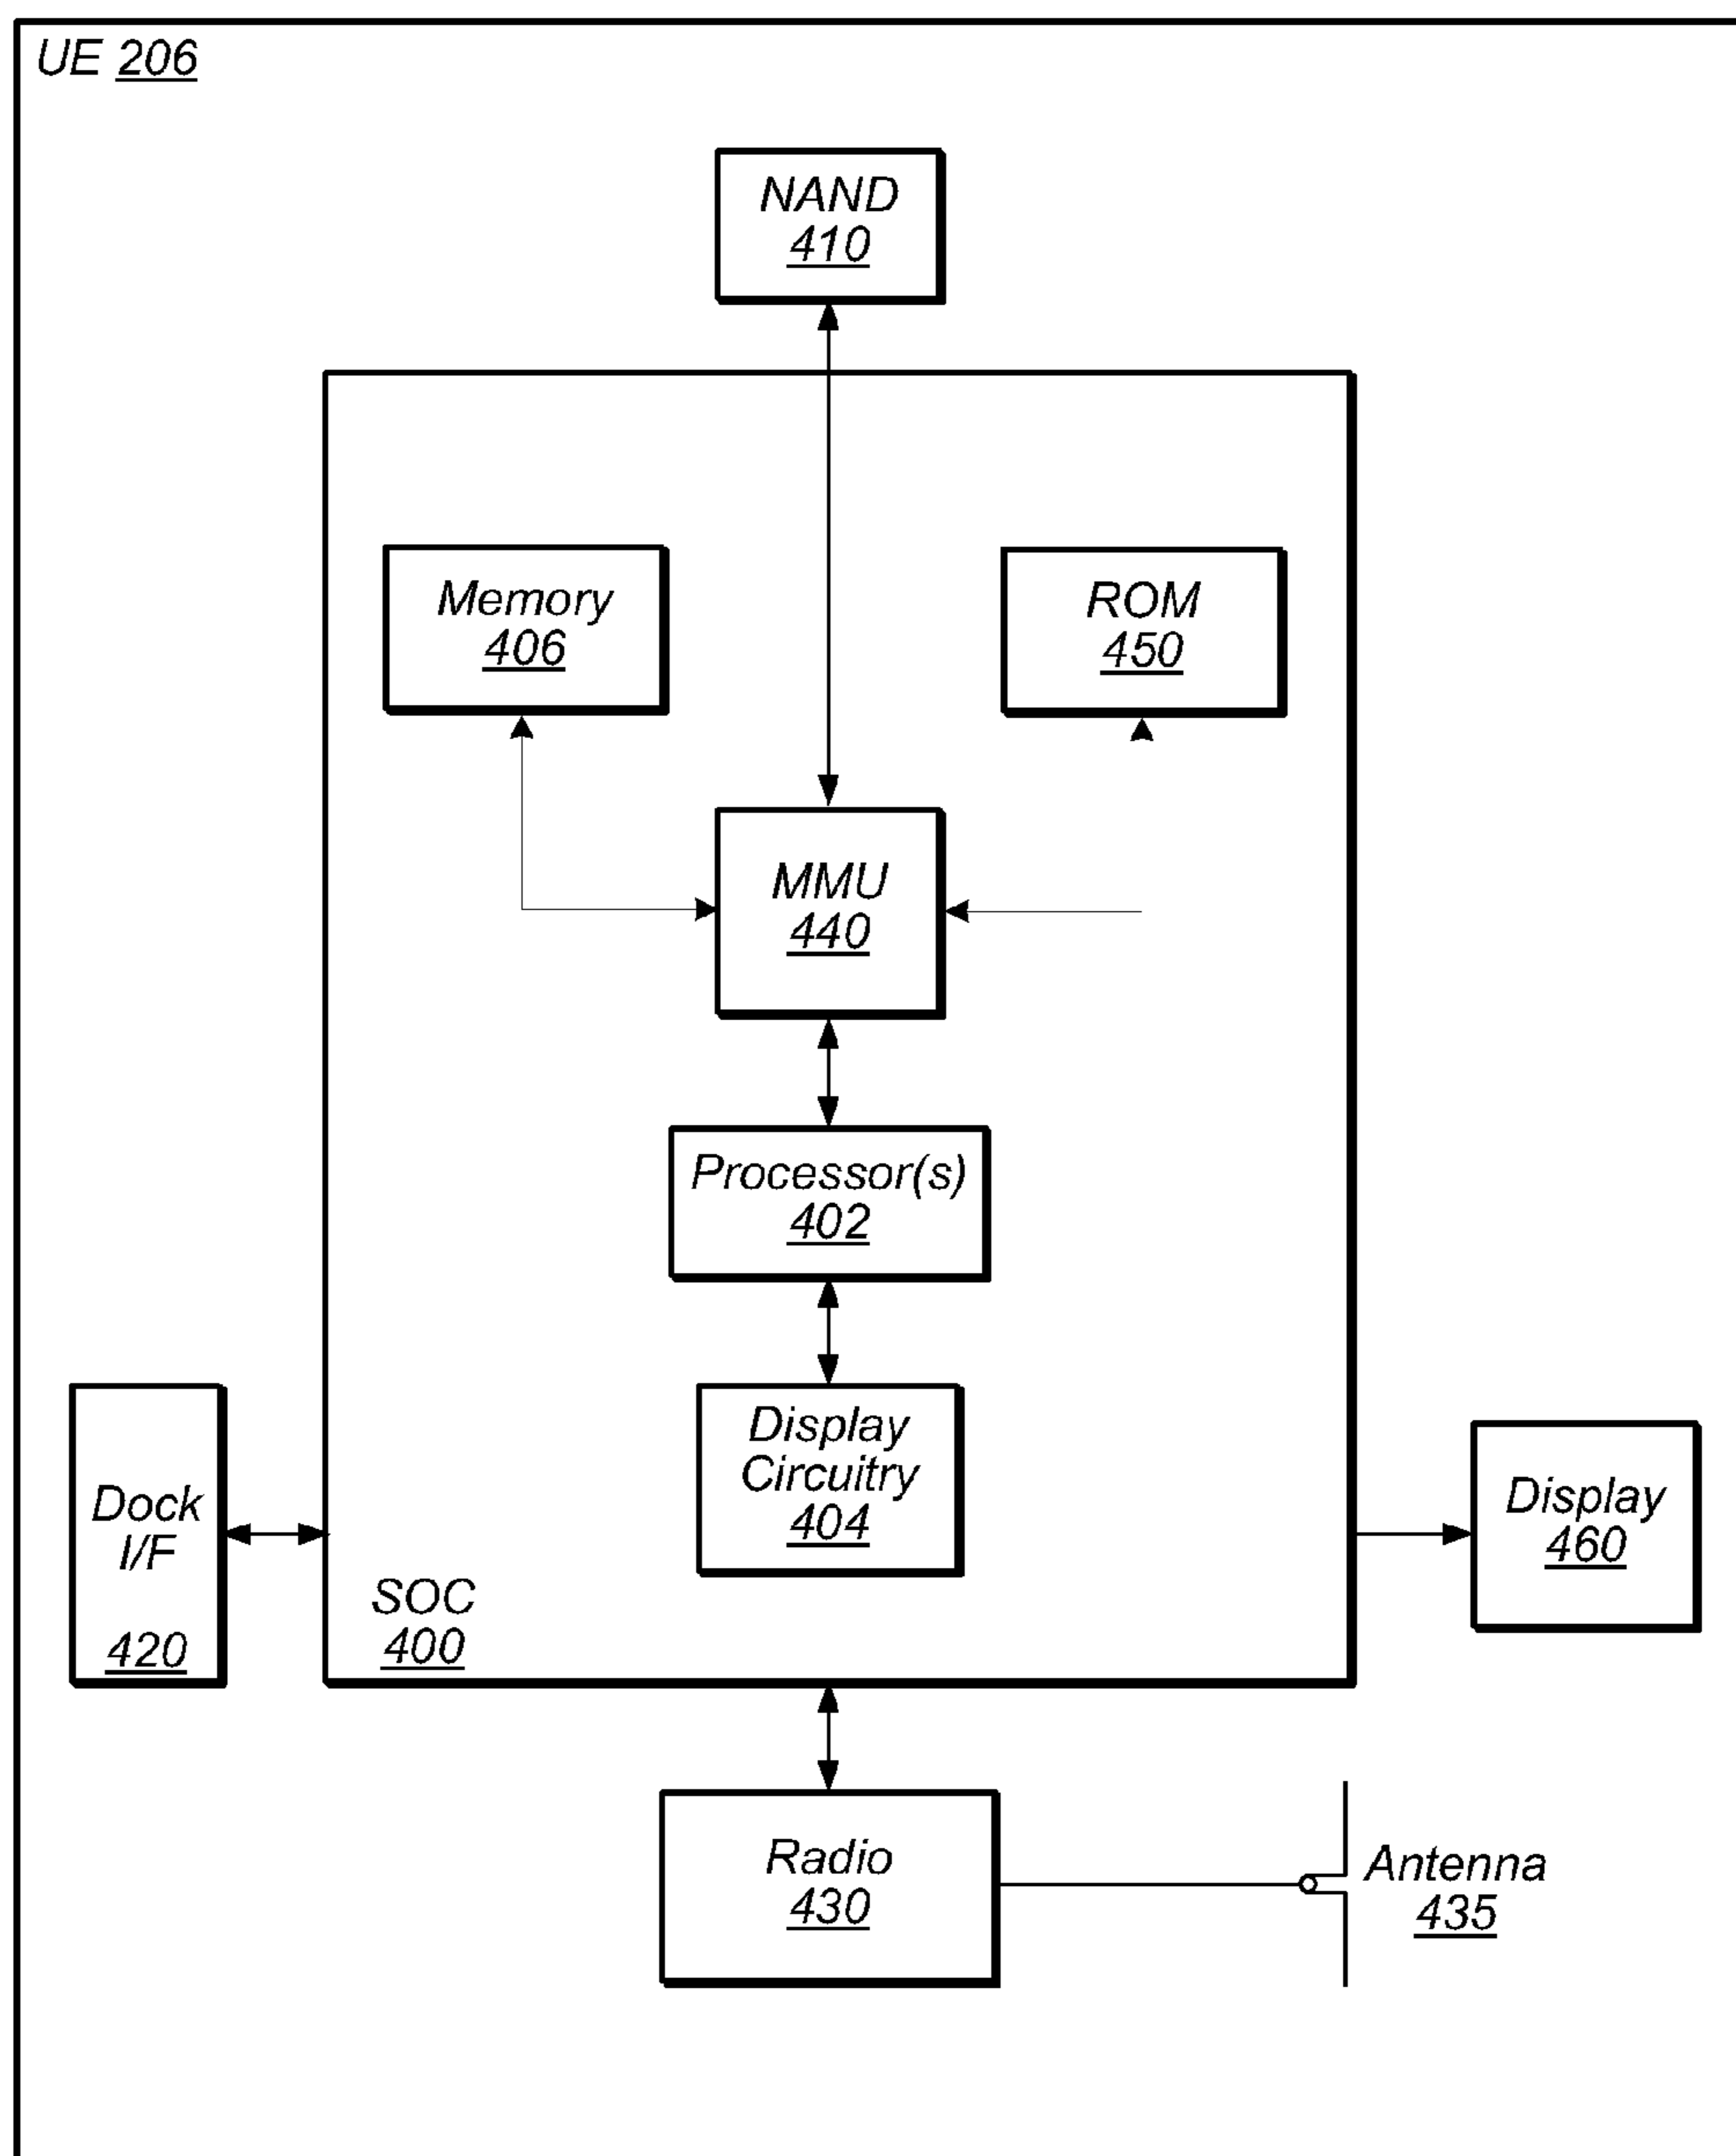 UE 206
NAND
410
Memory
406
ROM
450
MMU
440
Processor(s)
402
Display
Circuitry
404
Dock
I/F
420
SOC
400
Display
460
Radio
430
Antenna
435